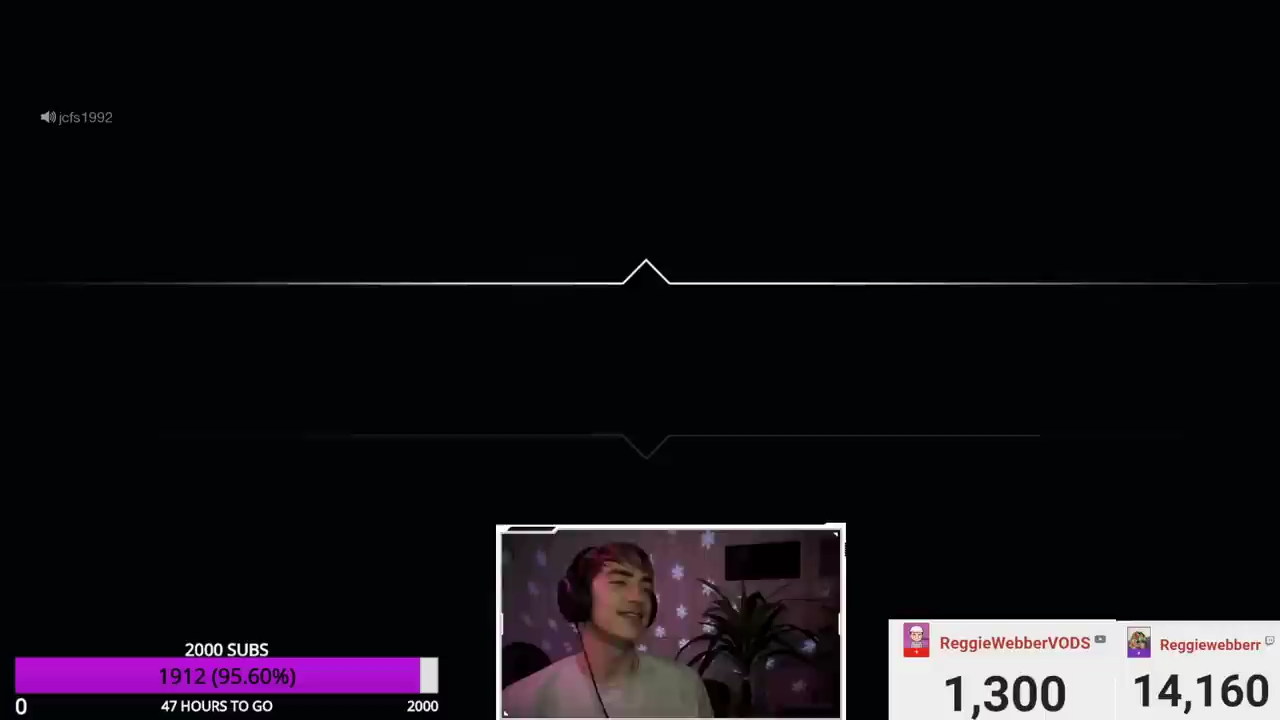 jcfs1992
2000 SUBS
1912 (95.60%)
0 47 HOURS TO GO 2000
ReggieWebberVODS
1,300
Reggiewebberr
14,160